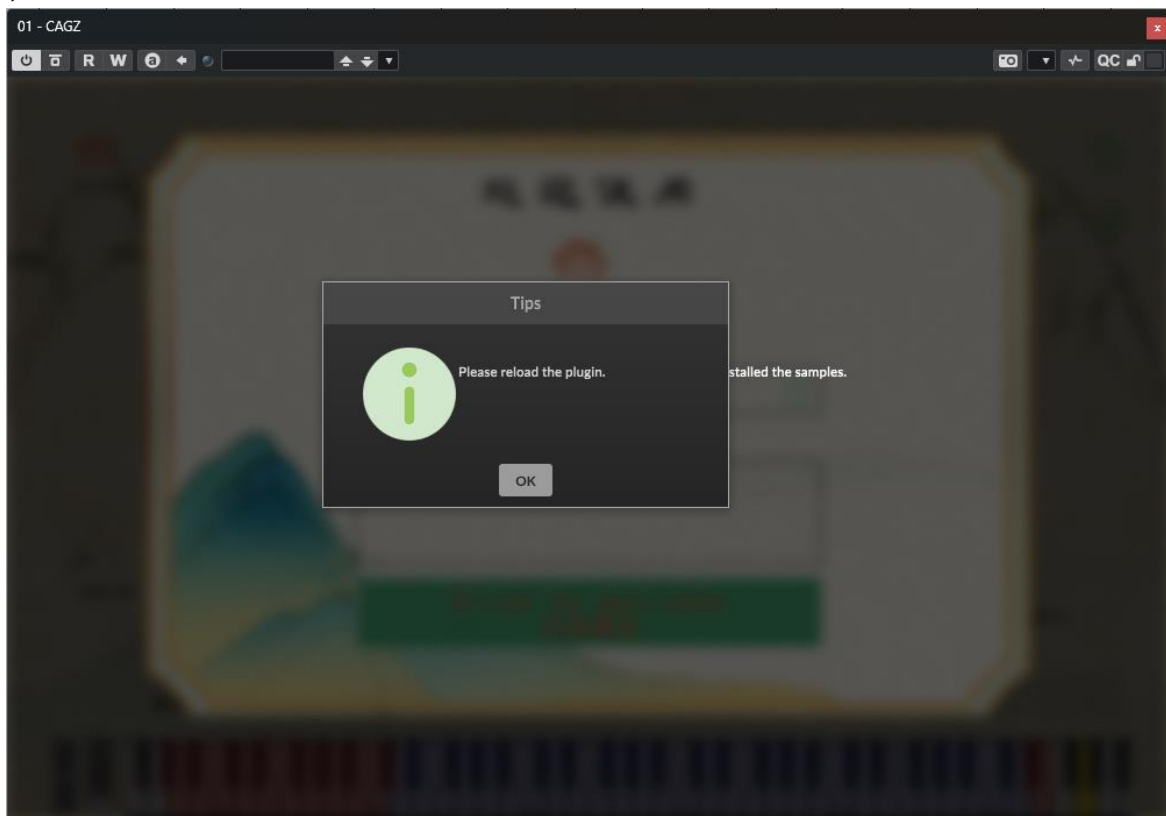 01 - CAGZ
x
R W a QC
Tips
Please reload the plugin. stalled the samples.
OK